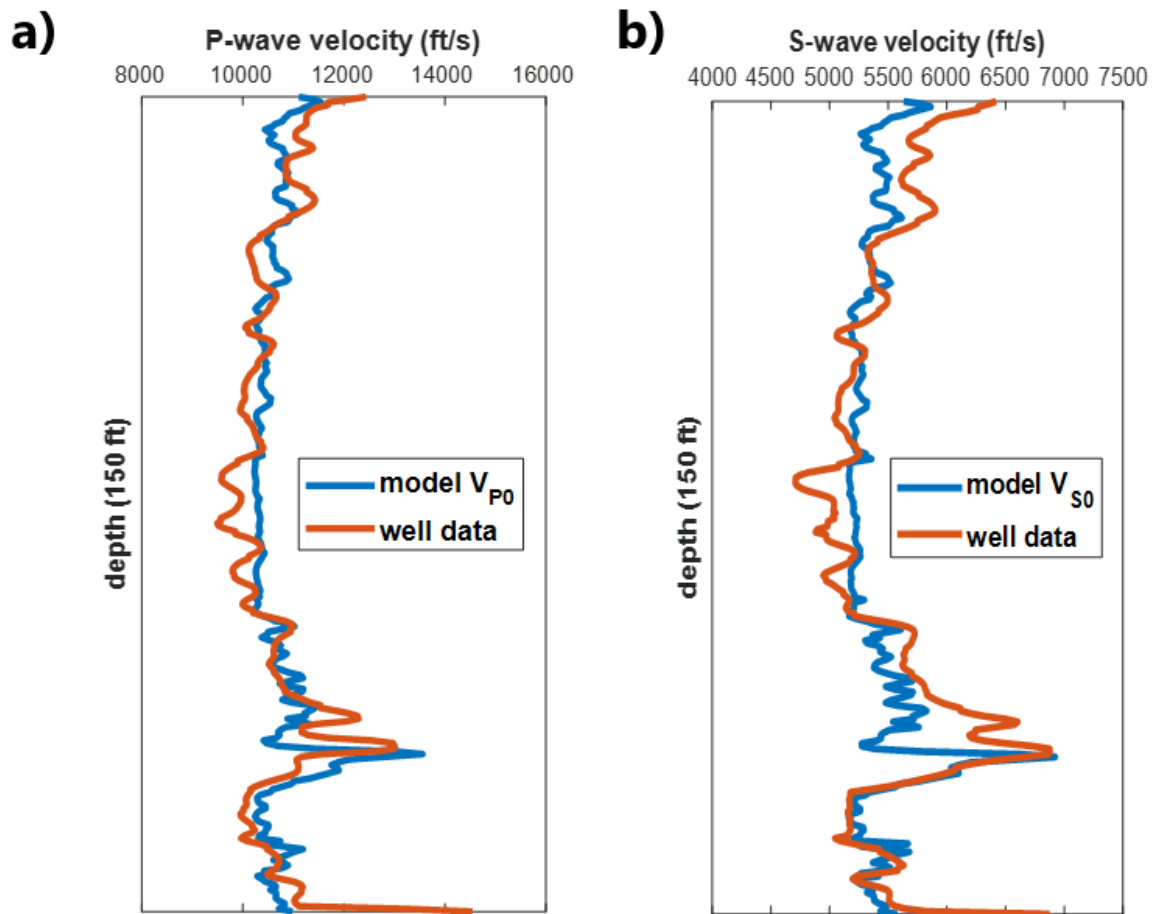 a)
P-wave velocity (ft/s)
8000 10000 12000 14000 16000
depth (150 ft)
model VP0
well data
b)
S-wave velocity (ft/s)
4000 4500 5000 5500 6000 6500 7000 7500
depth (150 ft)
model VS0
well data